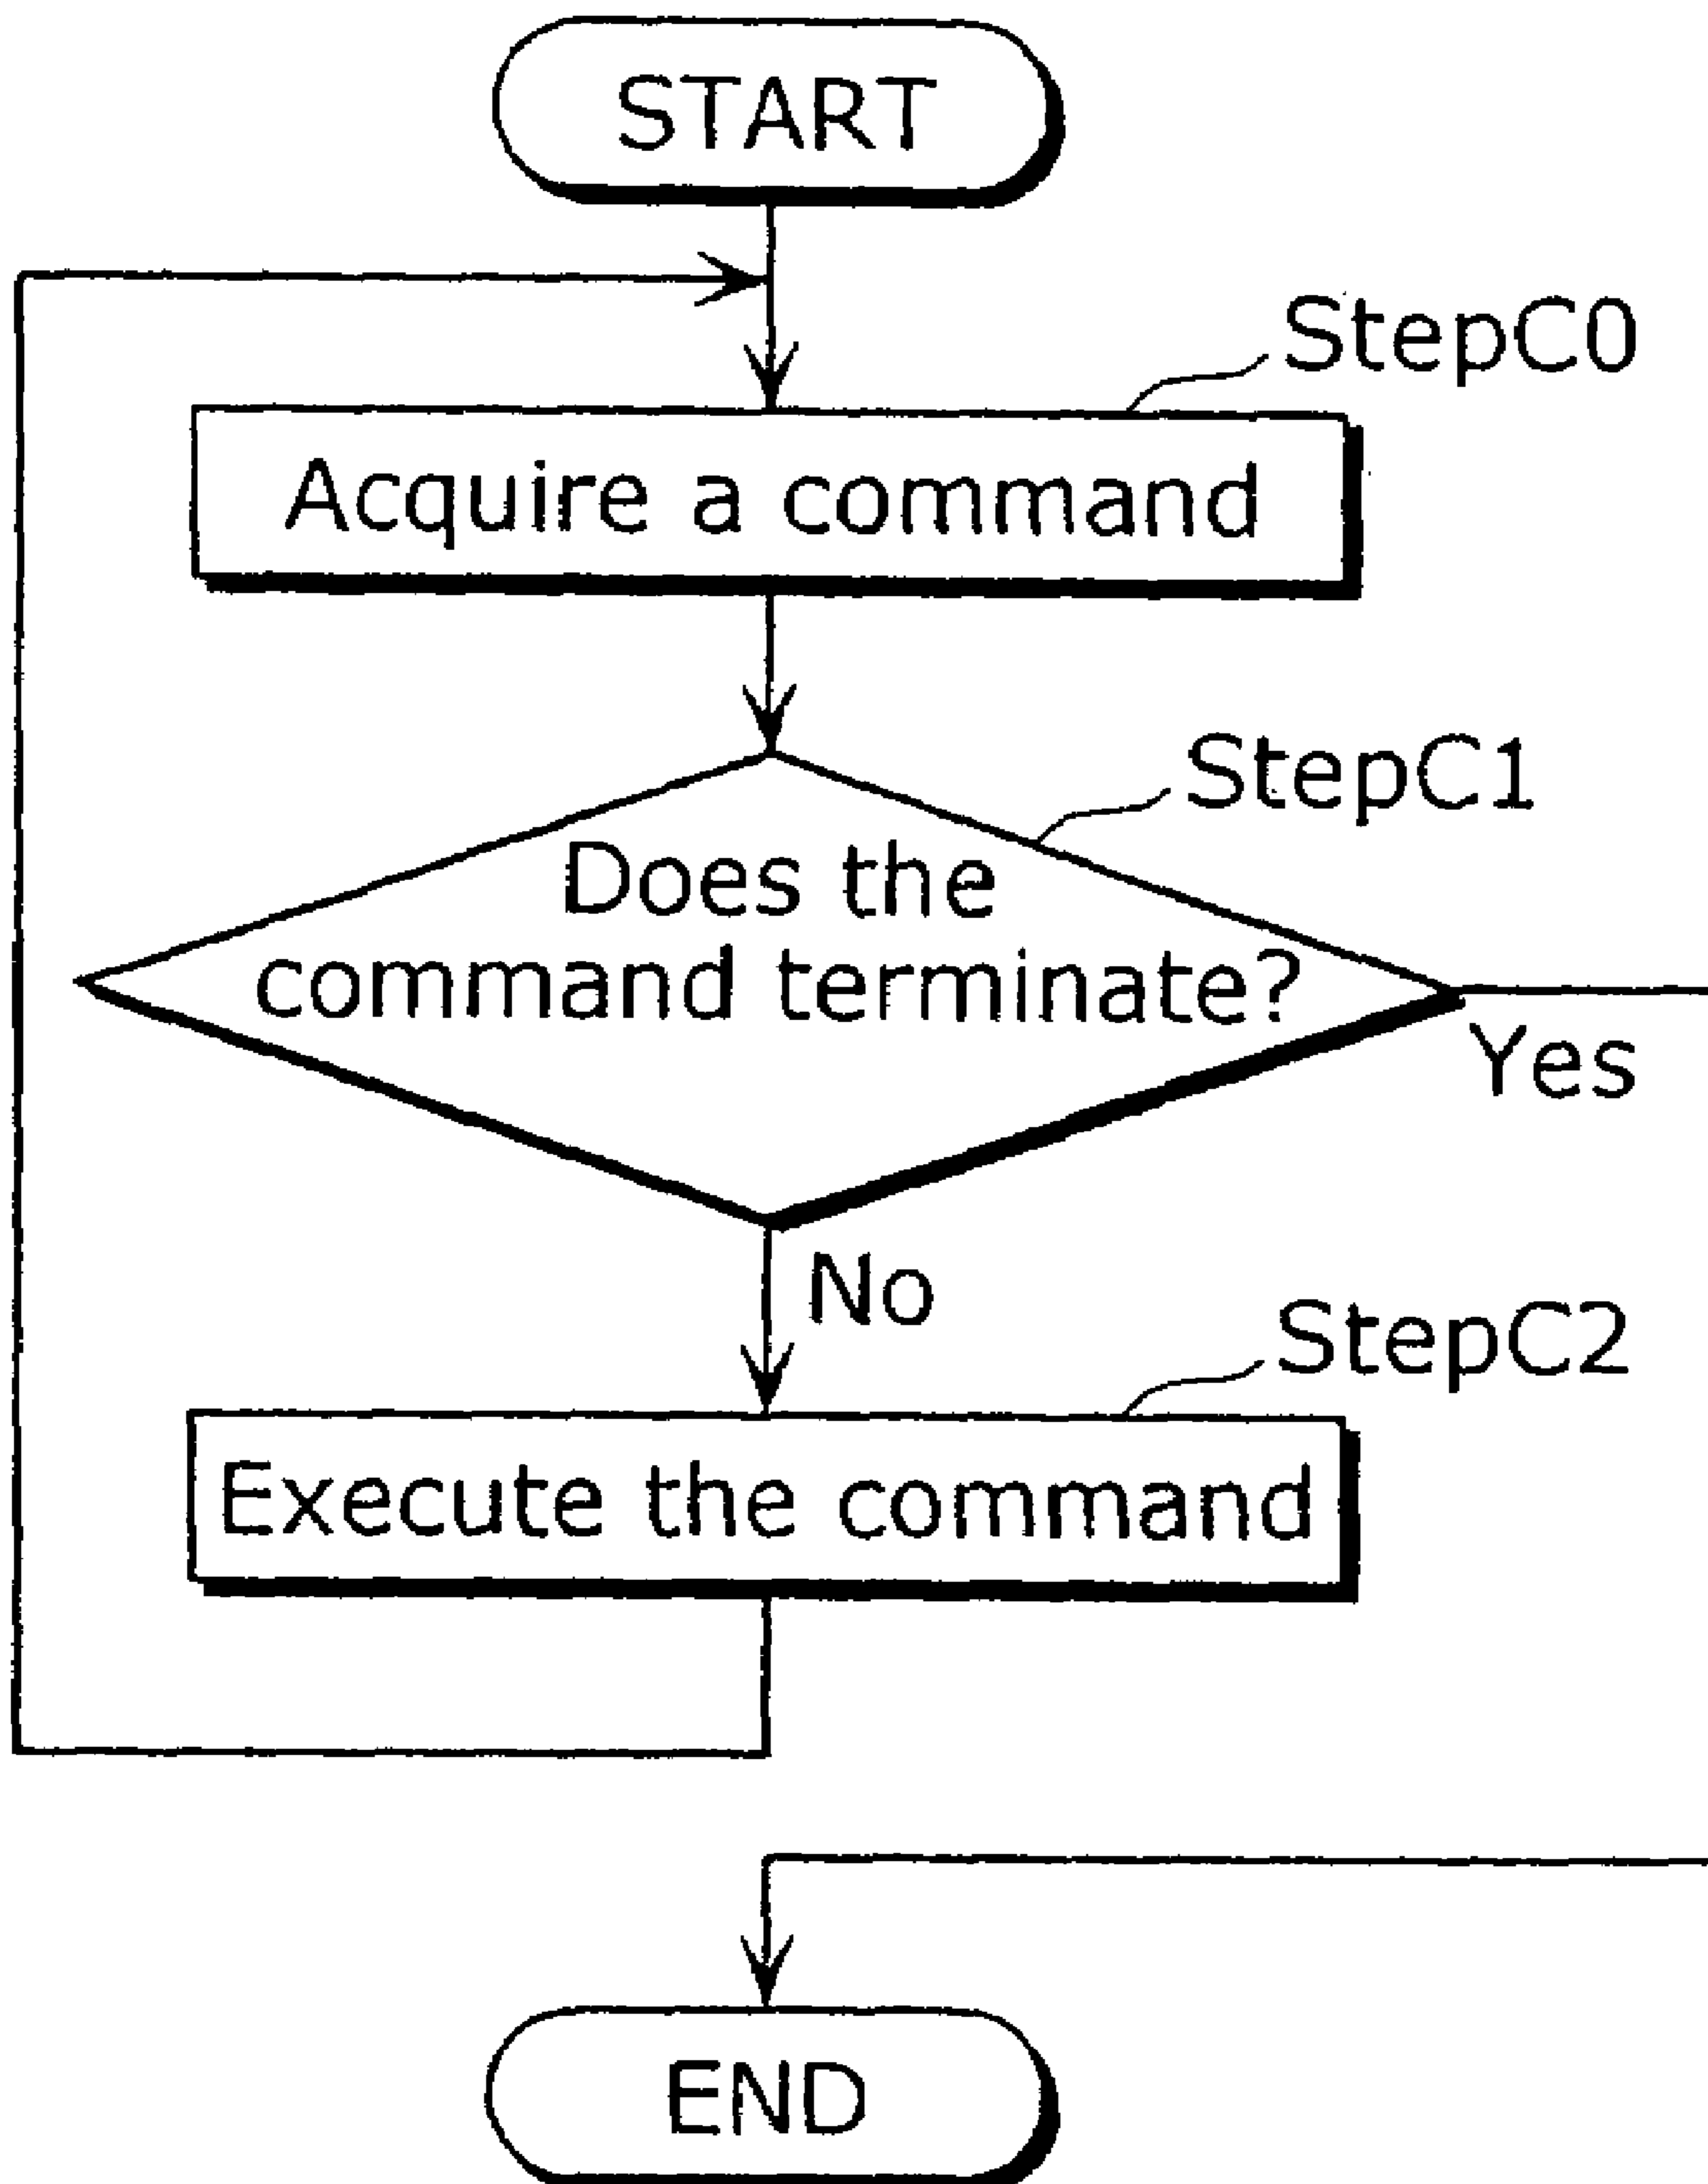 START
StepC0
Acquire a command
StepC1
Does the
command terminate?
Yes
No
StepC2
Execute the command
END